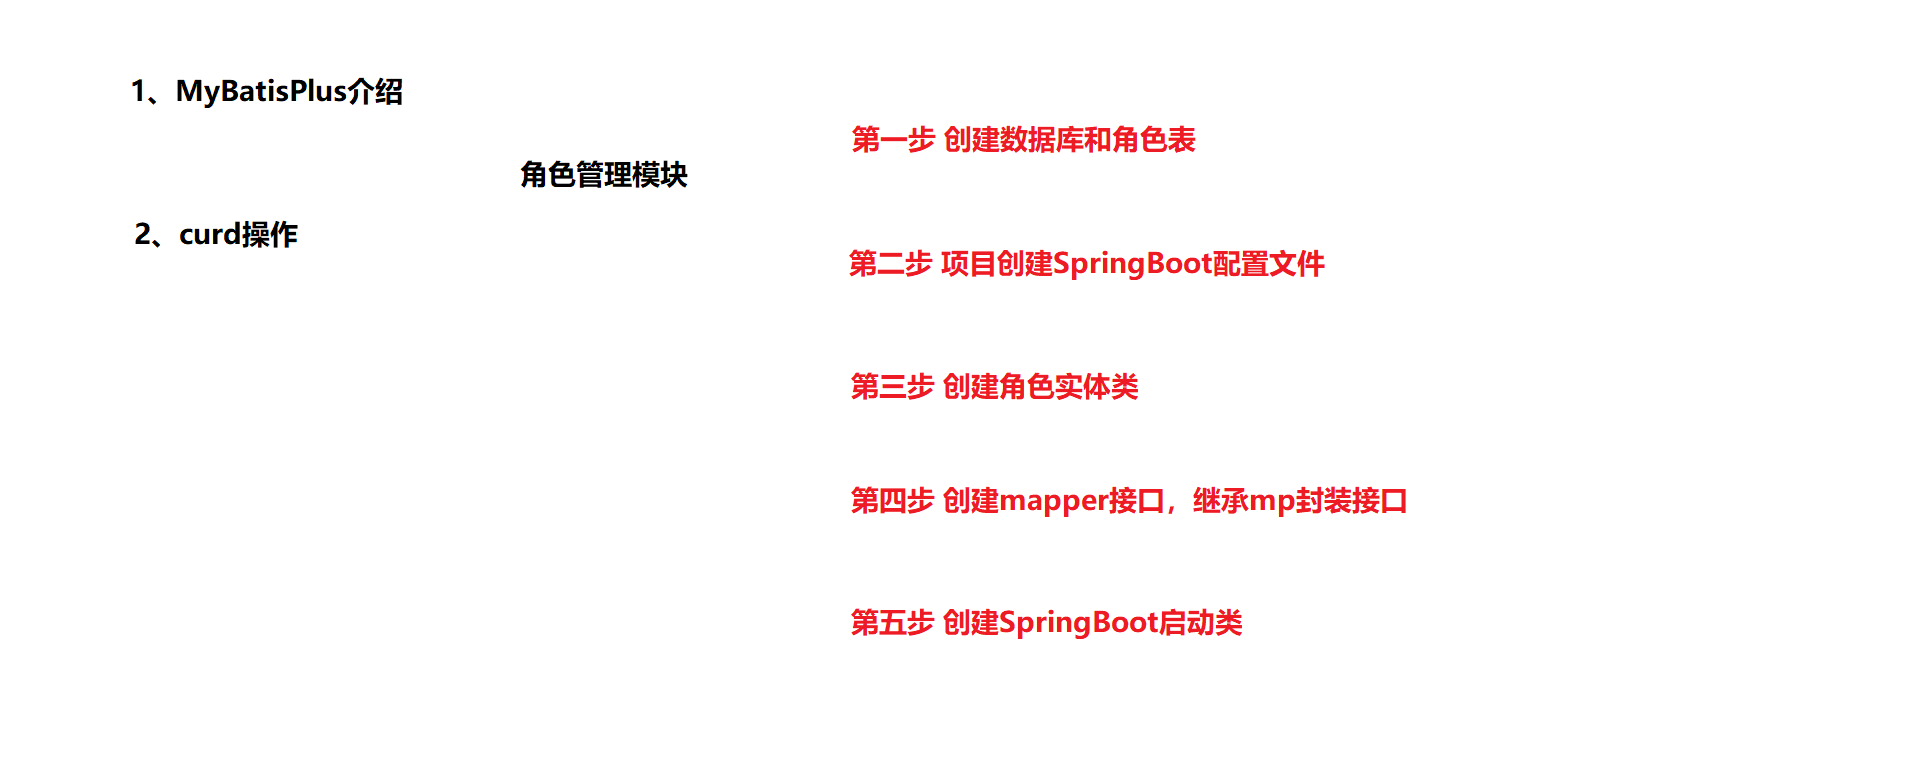 1、MyBatisPlus介绍
角色管理模块
2、curd操作
第一步 创建数据库和角色表
第二步 项目创建SpringBoot配置文件
第三步 创建角色实体类
第四步 创建mapper接口，继承mp封装接口
第五步 创建SpringBoot启动类